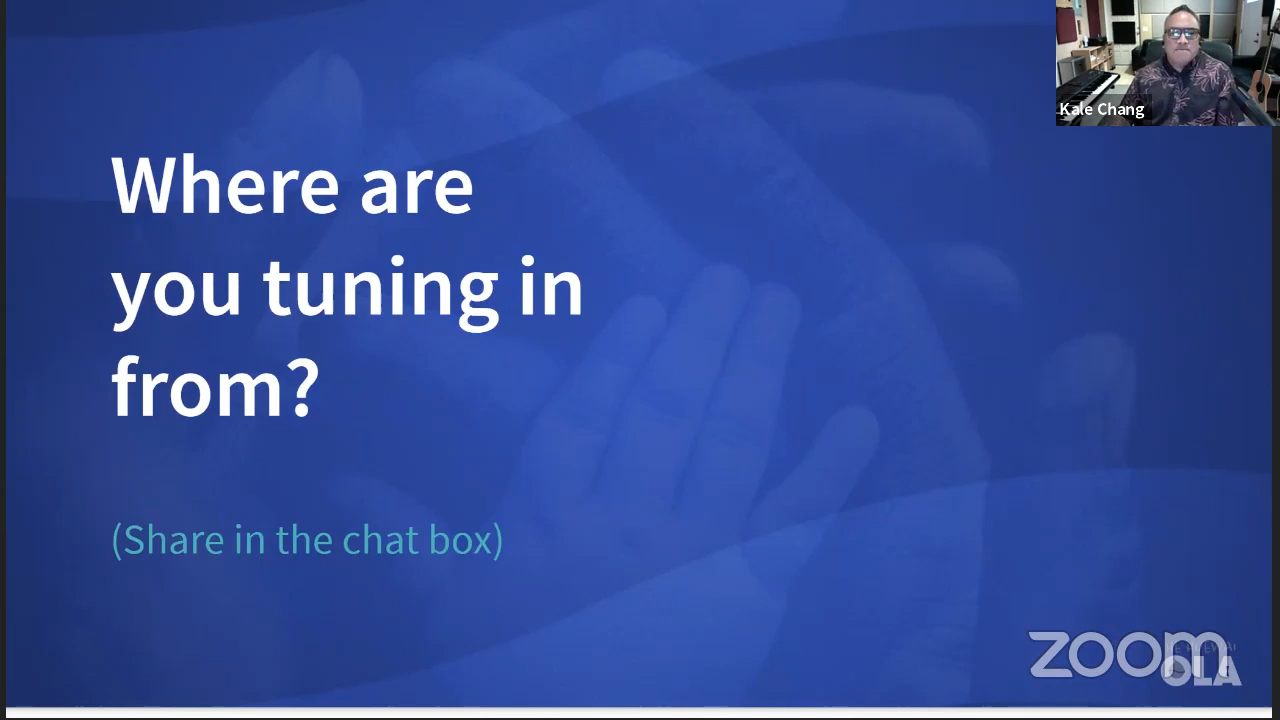 Kale Chang
Where are
you tuning in
from?
(Share in the chat box)
zoom
OLA